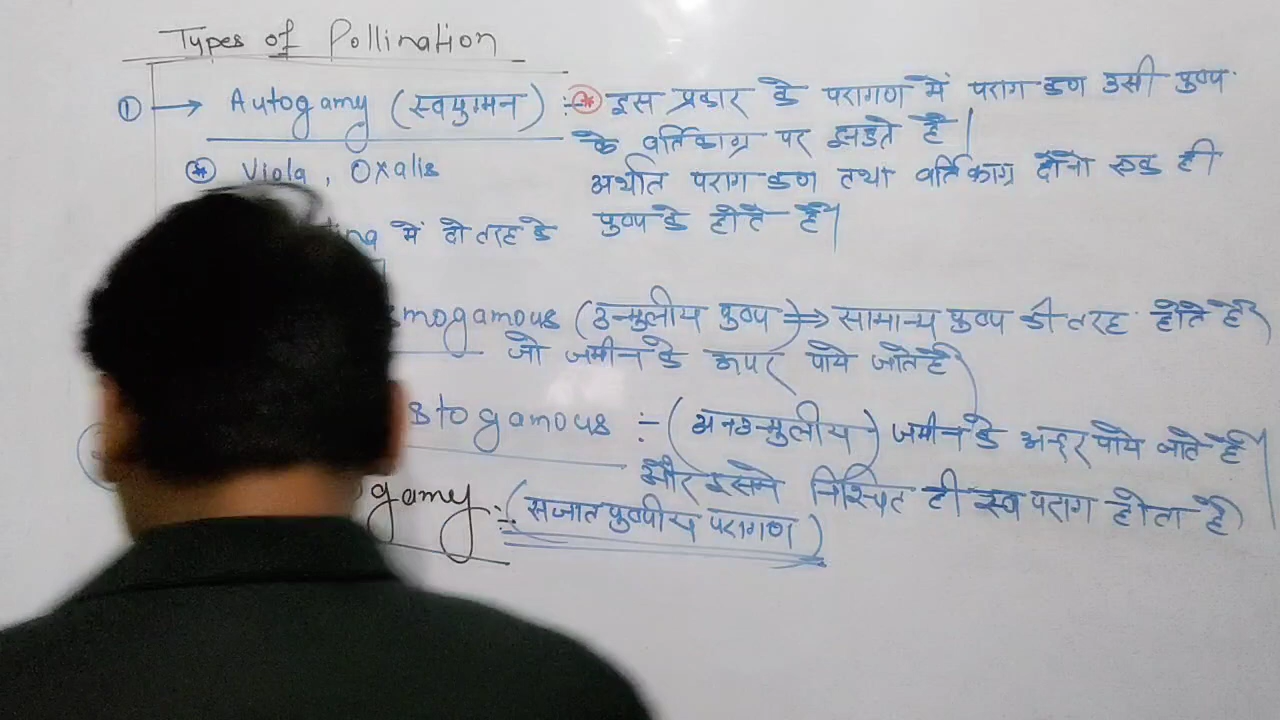 Types of Pollination
① → Autogamy (स्वयुग्मन) :- * इस प्रकार के परागण में पराग कण उसी पुष्प
के वर्तिकाग्र पर झड़ते है।
* Viola, Oxalis
अर्थात पराग कण तथा वर्तिकाग्र दोनो एक ही
पुष्प के होते हैं।
में दो तरह के
mogamous (उन्मुलीय पुष्प) → सामान्य पुष्प की तरह होते है
जो जमीन के ऊपर पाये जाते है
stogamous :- (अनउन्मुलीय) जमीन के अन्दर पाये जाते है।
और इसमे निश्चित ही स्व पराग होता है
gamy :- (सजात पुष्पीय परागण)